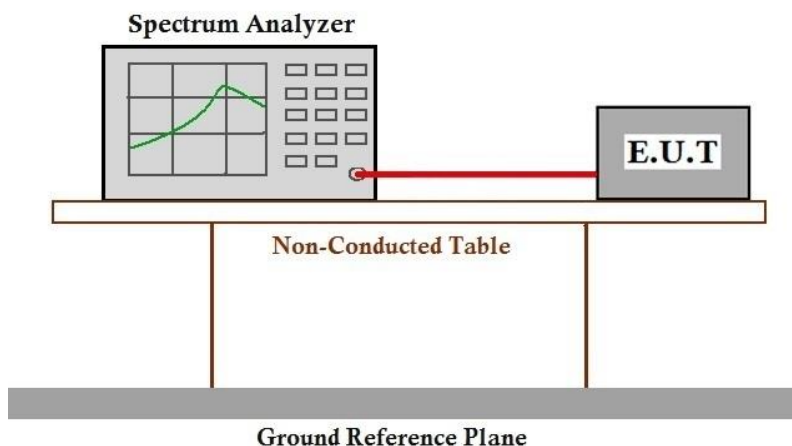 Spectrum Analyzer
E.U.T
Non-Conducted Table
Ground Reference Plane